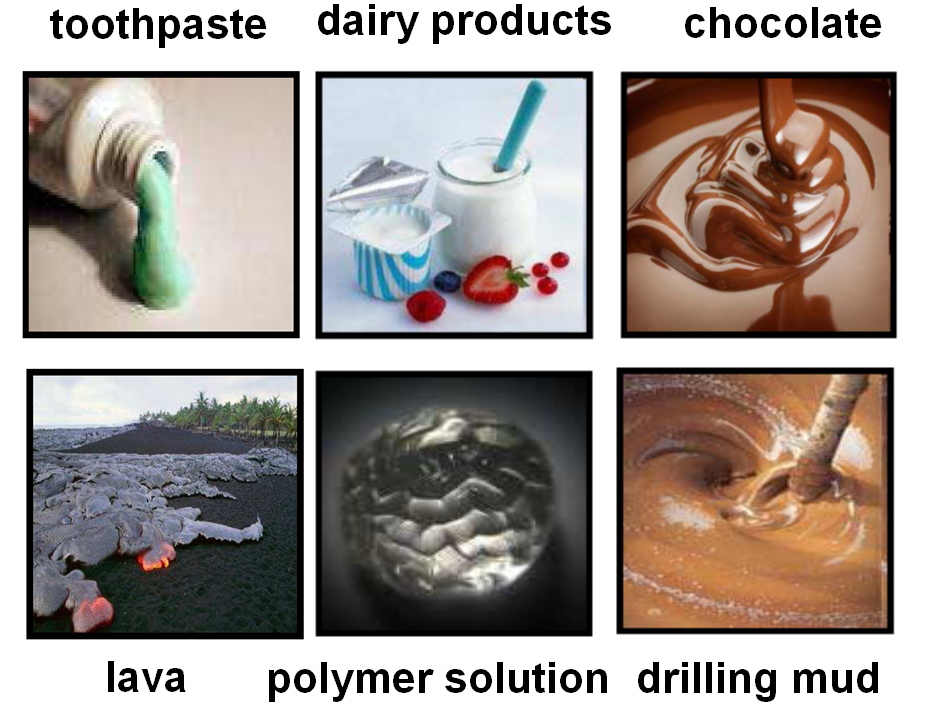 toothpaste
dairy products
chocolate
lava
polymer solution
drilling mud